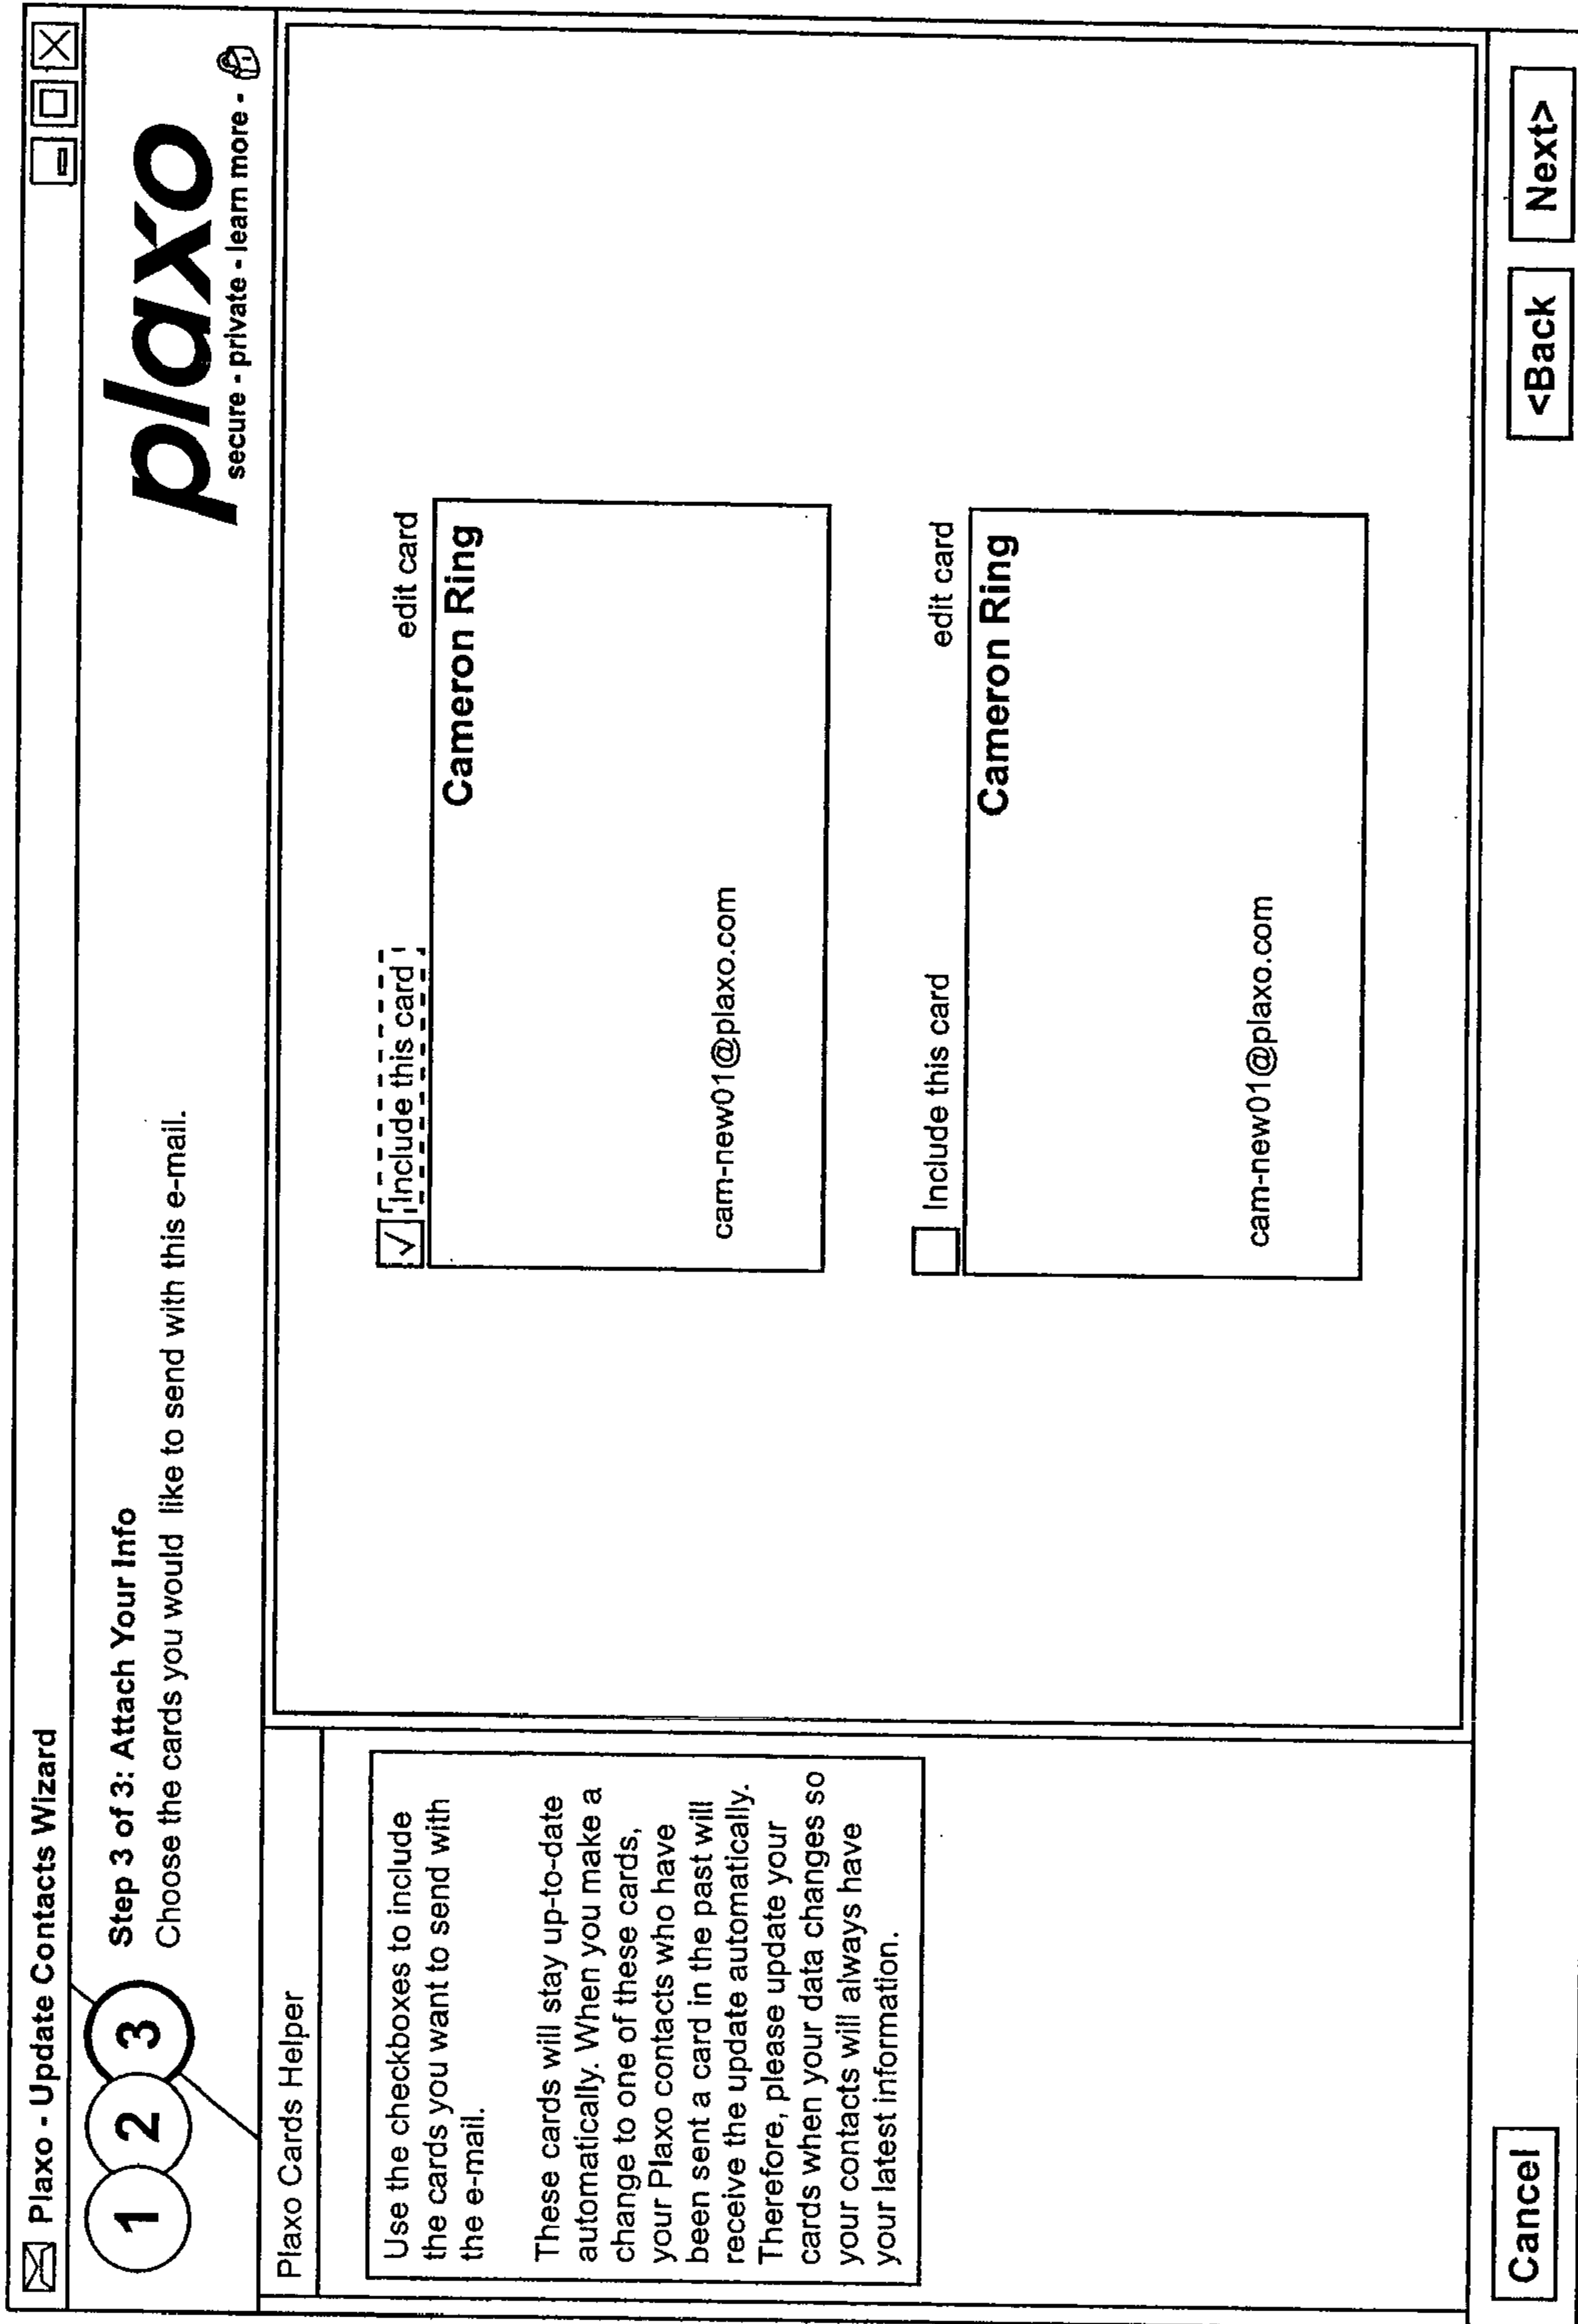 Plaxo - Update Contacts Wizard
1 2 3
Step 3 of 3: Attach Your Info
Choose the cards you would like to send with this e-mail.
plaxo
secure - private - learn more -
Plaxo Cards Helper
Use the checkboxes to include
the cards you want to send with
the e-mail.
These cards will stay up-to-date
automatically. When you make a
change to one of these cards,
your Plaxo contacts who have
been sent a card in the past will
receive the update automatically.
Therefore, please update your
cards when your data changes so
your contacts will always have
your latest information.
Include this card
edit card
Cameron Ring
cam-new01@plaxo.com
Include this card
edit card
Cameron Ring
cam-new01@plaxo.com
Cancel
<Back
Next>